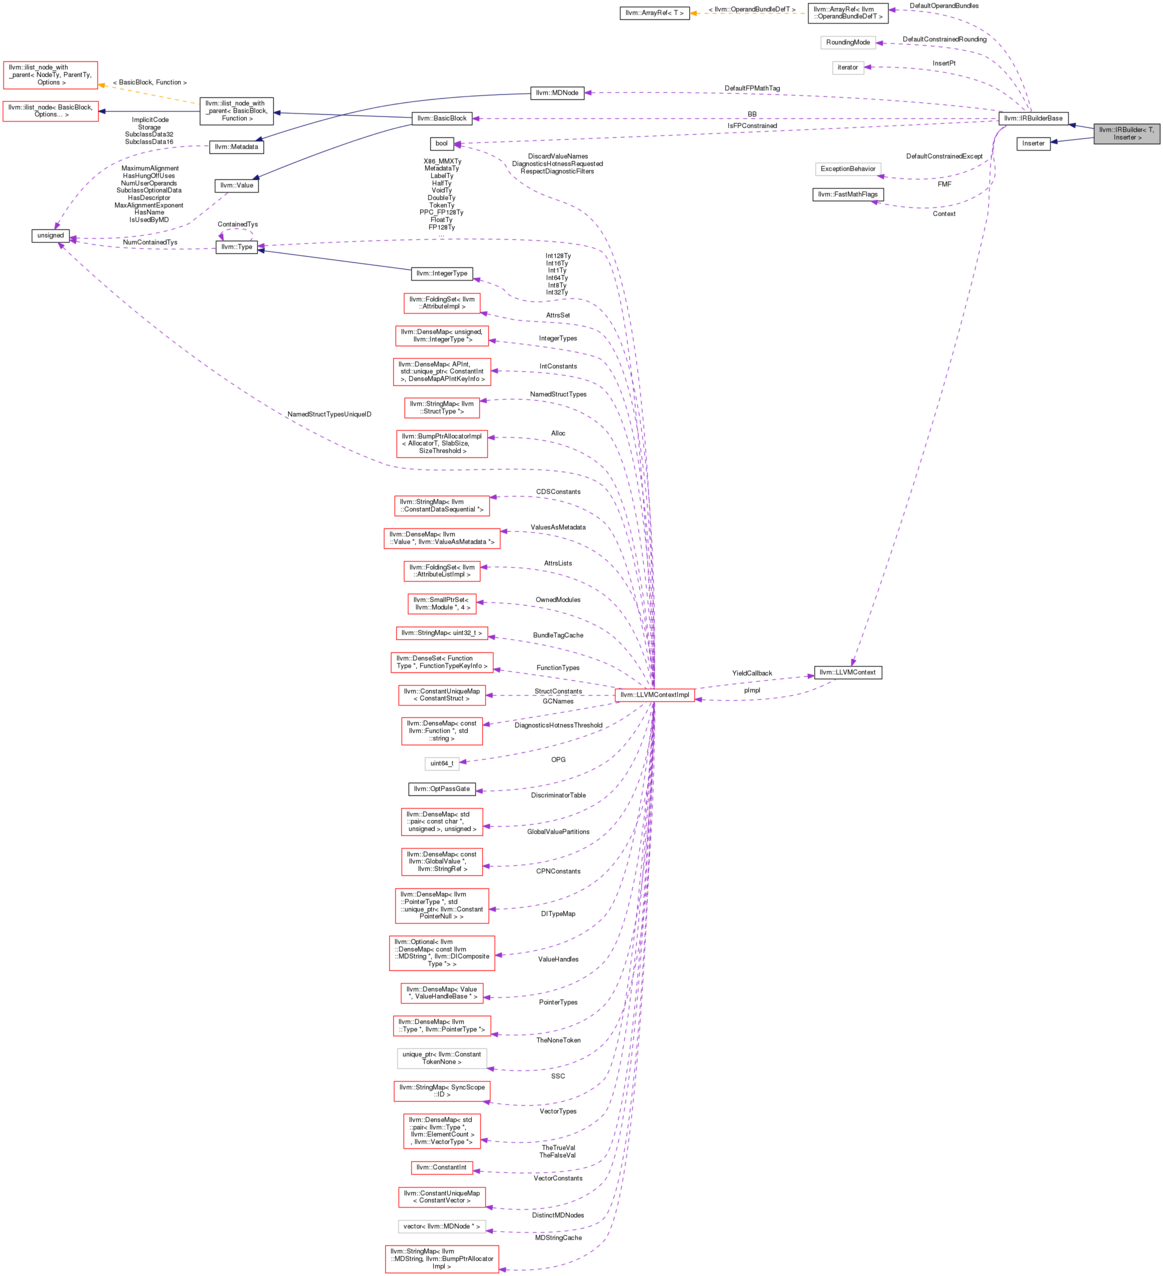 llvm::ArrayRef< T >
< llvm::OperandBundleDefT >
llvm::ArrayRef< llvm
::OperandBundleDefT >
DefaultOperandBundles
RoundingMode
DefaultConstrainedRounding
iterator
InsertPt
llvm::ilist_node_with
_parent< NodeTy, ParentTy,
Options >
< BasicBlock, Function >
llvm::MDNode
DefaultFPMathTag
llvm::ilist_node< BasicBlock,
Options... >
llvm::ilist_node_with
_parent< BasicBlock,
Function >
llvm::BasicBlock
BB
IsFPConstrained
llvm::IRBuilderBase
llvm::IRBuilder< T,
Inserter >
Inserter
ImplicitCode
Storage
SubclassData32
SubclassData16
llvm::Metadata
bool
DiscardValueNames
DiagnosticsHotnessRequested
RespectDiagnosticFilters
DefaultConstrainedExcept
ExceptionBehavior
FMF
llvm::FastMathFlags
Context
MaximumAlignment
HasHungOffUses
NumUserOperands
SubclassOptionalData
HasDescriptor
MaxAlignmentExponent
HasName
IsUsedByMD
llvm::Value
X86_MMXTy
MetadataTy
LabelTy
HalfTy
VoidTy
DoubleTy
TokenTy
PPC_FP128Ty
FloatTy
FP128Ty
...
unsigned
NumContainedTys
ContainedTys
llvm::Type
llvm::IntegerType
Int128Ty
Int16Ty
Int1Ty
Int64Ty
Int8Ty
Int32Ty
llvm::FoldingSet< llvm
::AttributeImpl >
AttrsSet
llvm::DenseMap< unsigned,
llvm::IntegerType *>
IntegerTypes
llvm::DenseMap< APInt,
std::unique_ptr< ConstantInt
>, DenseMapAPIntKeyInfo >
IntConstants
llvm::StringMap< llvm
::StructType *>
NamedStructTypes
NamedStructTypesUniqueID
llvm::BumpPtrAllocatorImpl
< AllocatorT, SlabSize,
SizeThreshold >
Alloc
llvm::StringMap< llvm
::ConstantDataSequential *>
CDSConstants
llvm::DenseMap< llvm
::Value *, llvm::ValueAsMetadata *>
ValuesAsMetadata
llvm::FoldingSet< llvm
::AttributeListImpl >
AttrsLists
llvm::SmallPtrSet<
llvm::Module *, 4 >
OwnedModules
llvm::StringMap< uint32_t >
BundleTagCache
llvm::DenseSet< Function
Type *, FunctionTypeKeyInfo >
FunctionTypes
llvm::ConstantUniqueMap
< ConstantStruct >
StructConstants
llvm::LLVMContextImpl
YieldCallback
pImpl
llvm::LLVMContext
GCNames
llvm::DenseMap< const
llvm::Function *, std
::string >
DiagnosticsHotnessThreshold
uint64_t
OPG
llvm::OptPassGate
DiscriminatorTable
llvm::DenseMap< std
::pair< const char *,
unsigned >, unsigned >
GlobalValuePartitions
llvm::DenseMap< const
llvm::GlobalValue *,
llvm::StringRef >
CPNConstants
llvm::DenseMap< llvm
::PointerType *, std
::unique_ptr< llvm::Constant
PointerNull > >
DITypeMap
llvm::Optional< llvm
::DenseMap< const llvm
::MDString *, llvm::DIComposite
Type *> >
ValueHandles
llvm::DenseMap< Value
*, ValueHandleBase * >
PointerTypes
llvm::DenseMap< llvm
::Type *, llvm::PointerType *>
TheNoneToken
unique_ptr< llvm::Constant
TokenNone >
SSC
llvm::StringMap< SyncScope
::ID >
VectorTypes
llvm::DenseMap< std
::pair< llvm::Type *,
llvm::ElementCount >
, llvm::VectorType *>
TheTrueVal
TheFalseVal
llvm::ConstantInt
VectorConstants
llvm::ConstantUniqueMap
< ConstantVector >
DistinctMDNodes
vector< llvm::MDNode * >
MDStringCache
llvm::StringMap< llvm
::MDString, llvm::BumpPtrAllocator
Impl >